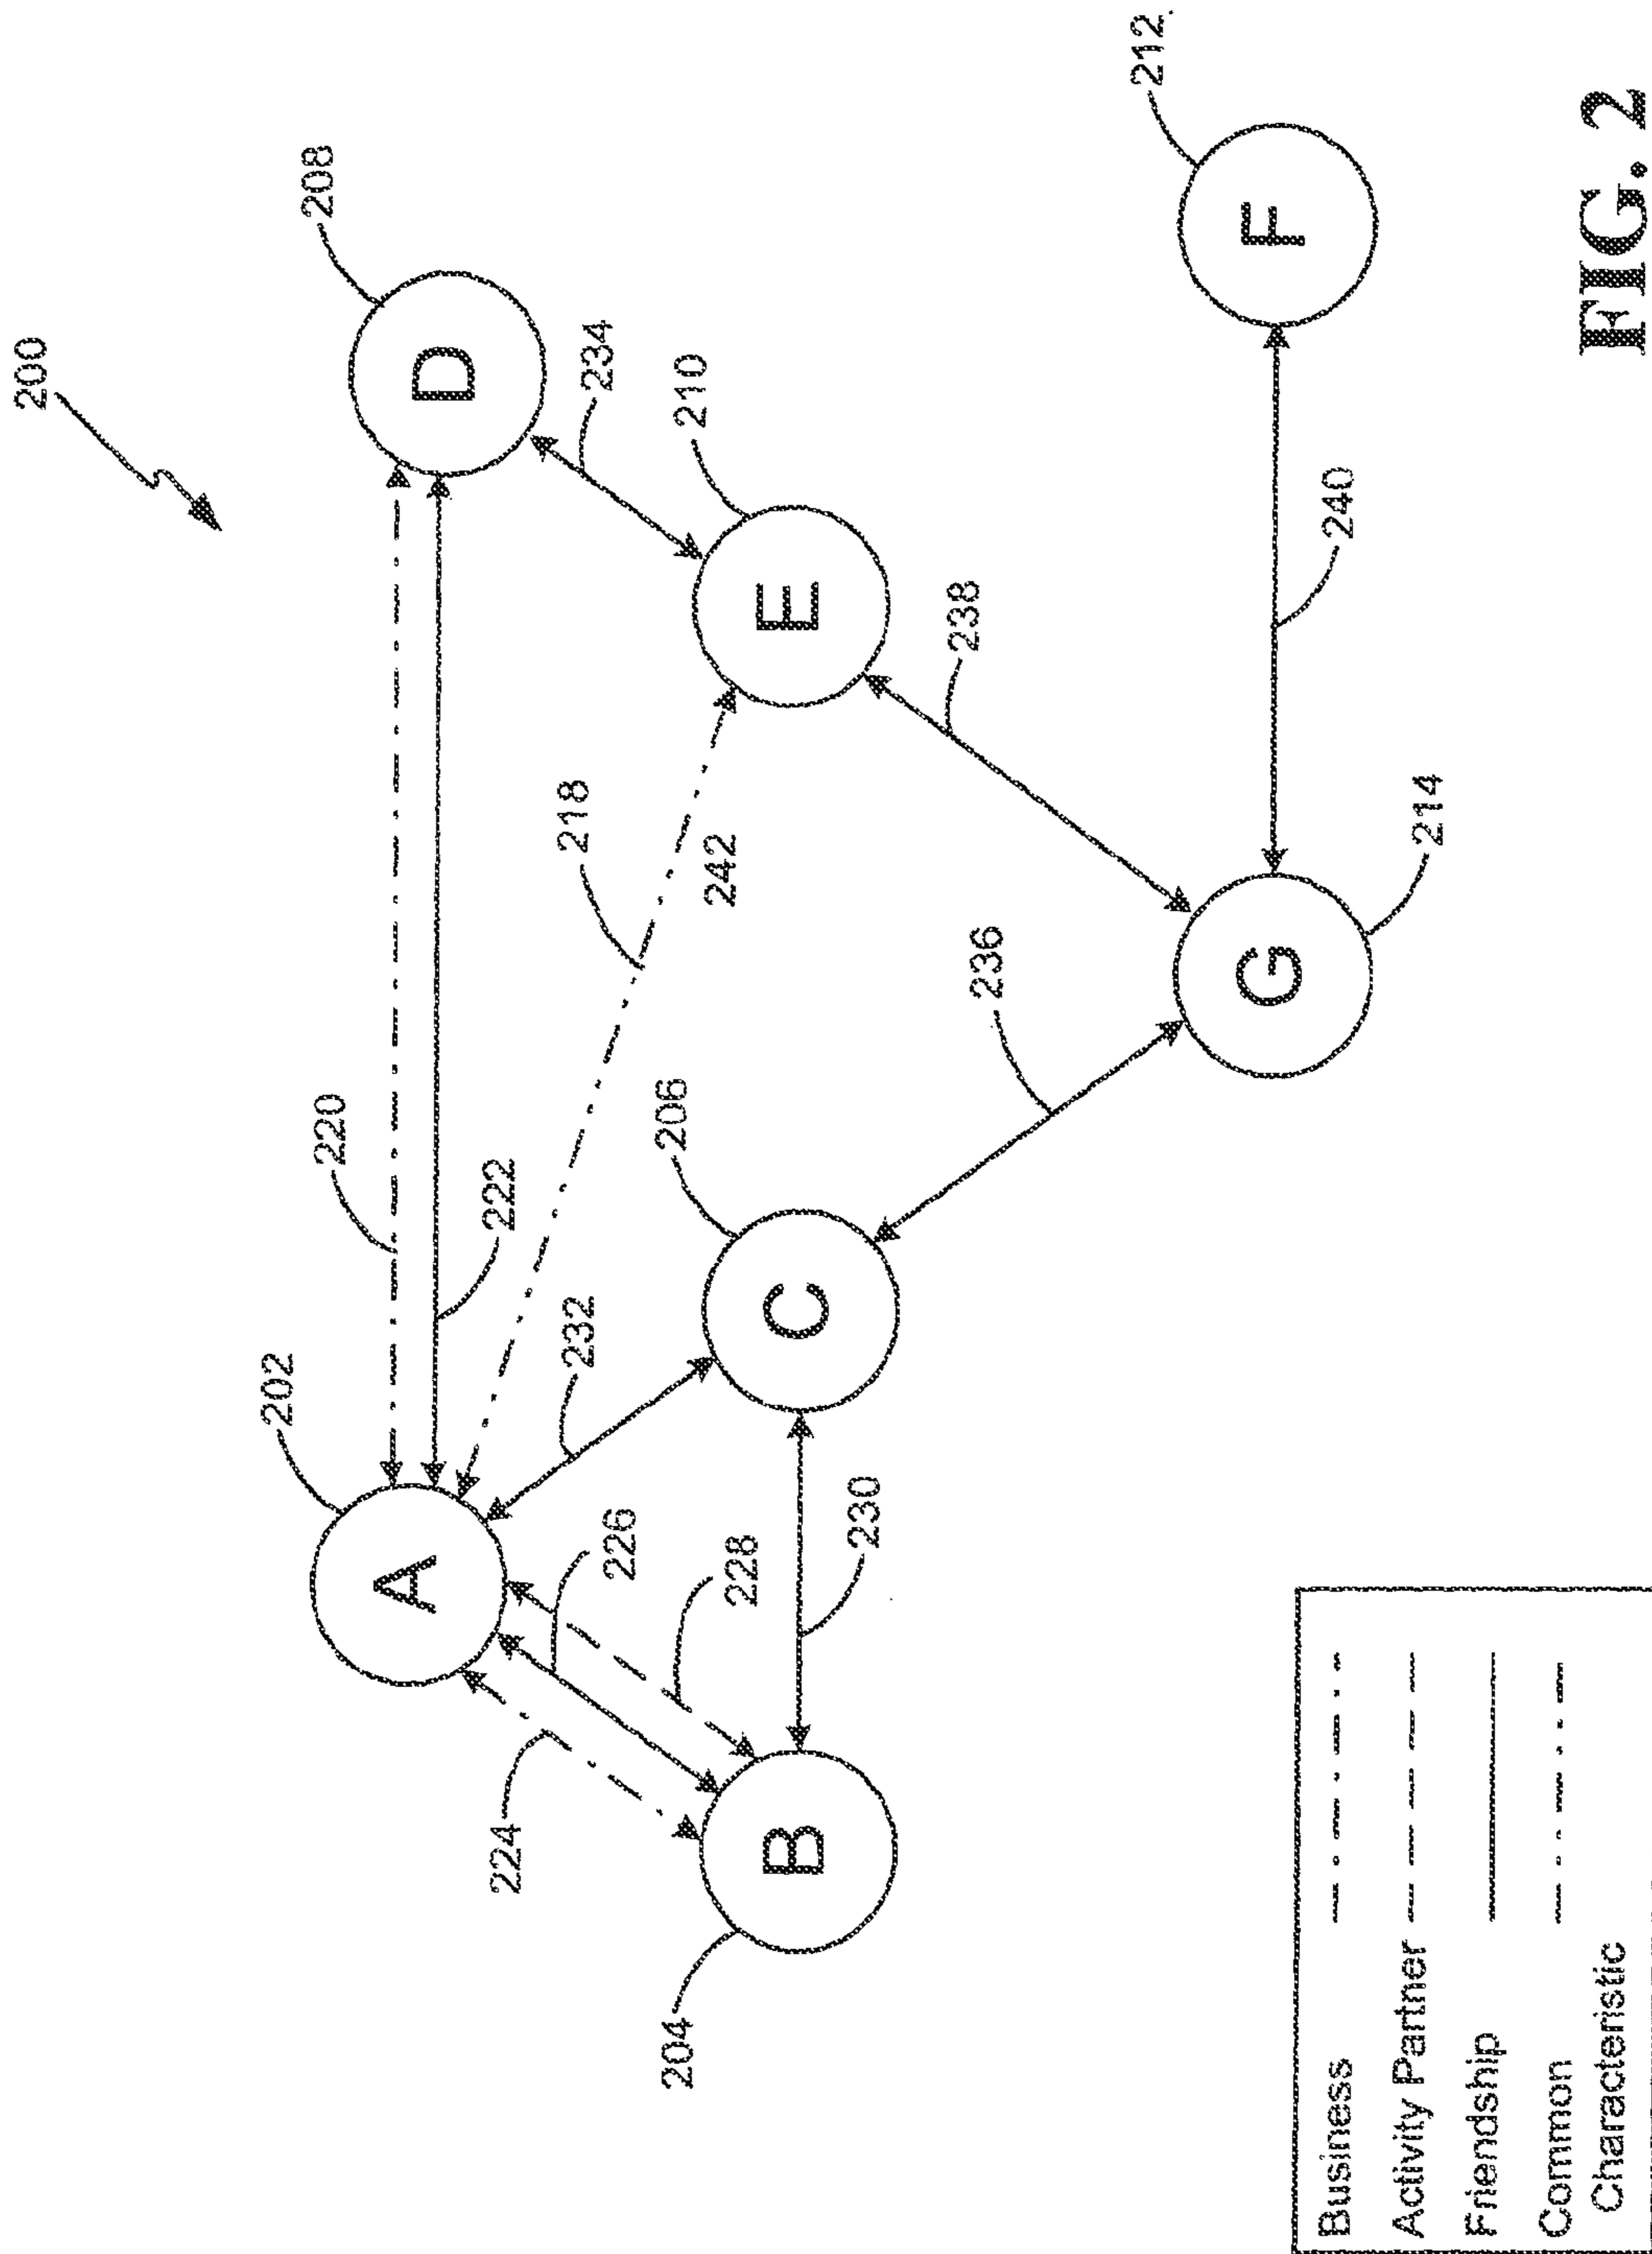 200
202
220
208
D
A
222
234
224
226
232
218
210
228
206
242
E
B
C
204
230
238
236
212
G
F
240
214
Business
Activity Partner
Friendship
Common
Characteristic
FIG. 2